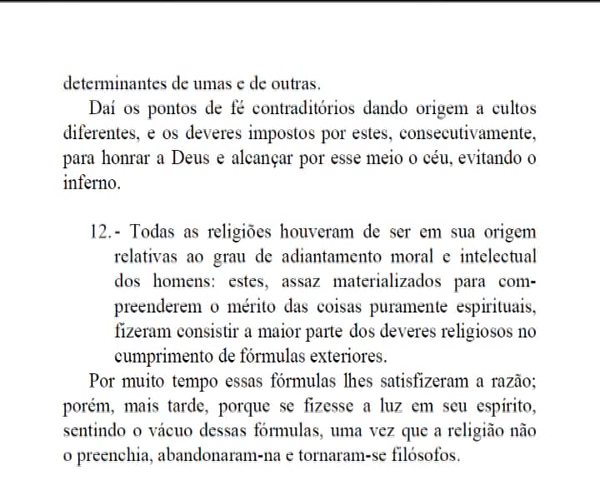 determinantes de umas e de outras.
Daí os pontos de fé contraditórios dando origem a cultos
diferentes, e os deveres impostos por estes, consecutivamente,
para honrar a Deus e alcançar por esse meio o céu, evitando o
inferno.
12.- Todas as religiões houveram de ser em sua origem
relativas ao grau de adiantamento moral e intelectual
dos homens: estes, assaz materializados para com-
preenderem o mérito das coisas puramente espirituais,
fizeram consistir a maior parte dos deveres religiosos no
cumprimento de fórmulas exteriores.
Por muito tempo essas fórmulas lhes satisfizeram a razão;
porém, mais tarde, porque se fizesse a luz em seu espírito,
sentindo o vácuo dessas fórmulas, uma vez que a religião não
o preenchia, abandonaram-na e tornaram-se filósofos.